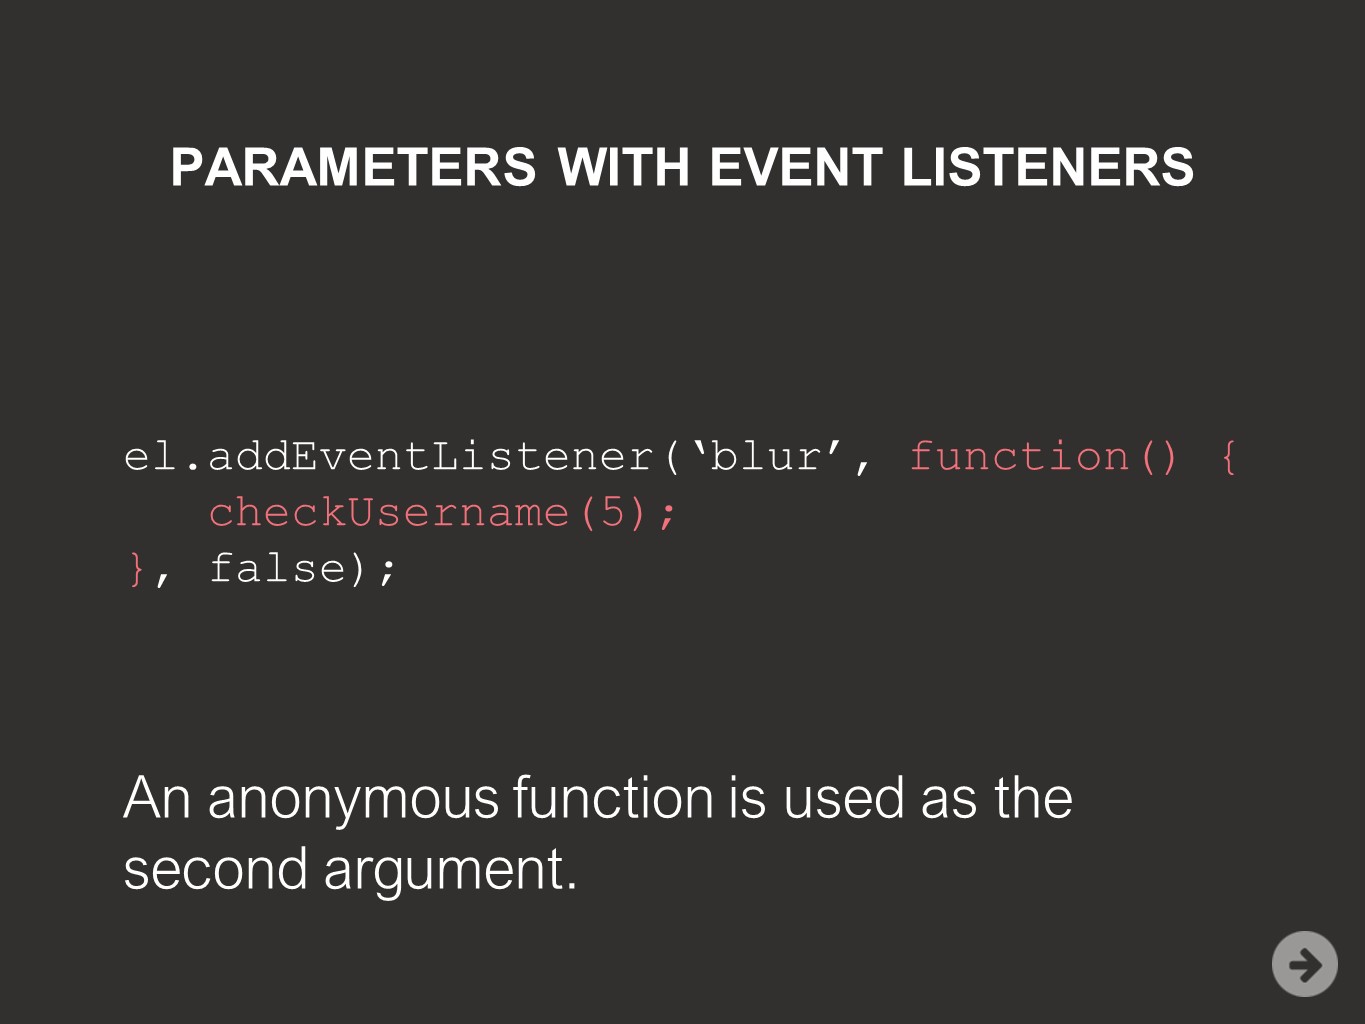 PARAMETERS WITH EVENT LISTENERS
el.addEventListener(‘blur’, function() {
   checkUsername(5);
}, false);
An anonymous function is used as the
second argument.